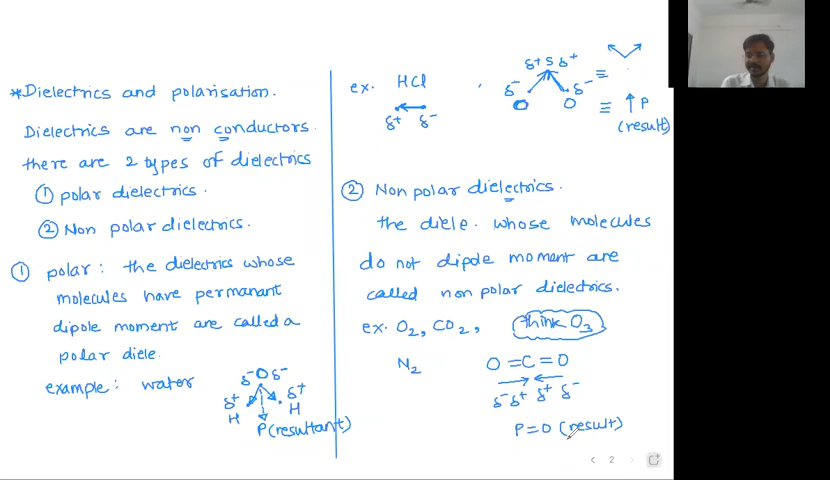 *Dielectrics and polarisation.
Dielectrics are non conductors.
there are 2 types of dielectrics
① polar dielectrics.
② Non polar dielectrics.
① polar : the dielectrics whose
molecules have permanant
dipole moment are called a
polar diele.
example : water
δ- O δ-
δ+ δ+
H H
P(resultant)
ex. HCl ,
δ+ δ-
δ+ S δ+
δ- δ- ≡
O O ≡ ↑ P
(result)
② Non polar dielectrics.
the diele. whose molecules
do not dipole moment are
called non polar dielectrics.
ex. O2, CO2, think O3
N2 O = C = O
δ- δ+ δ+ δ-
P = 0 (result)
< 2 >